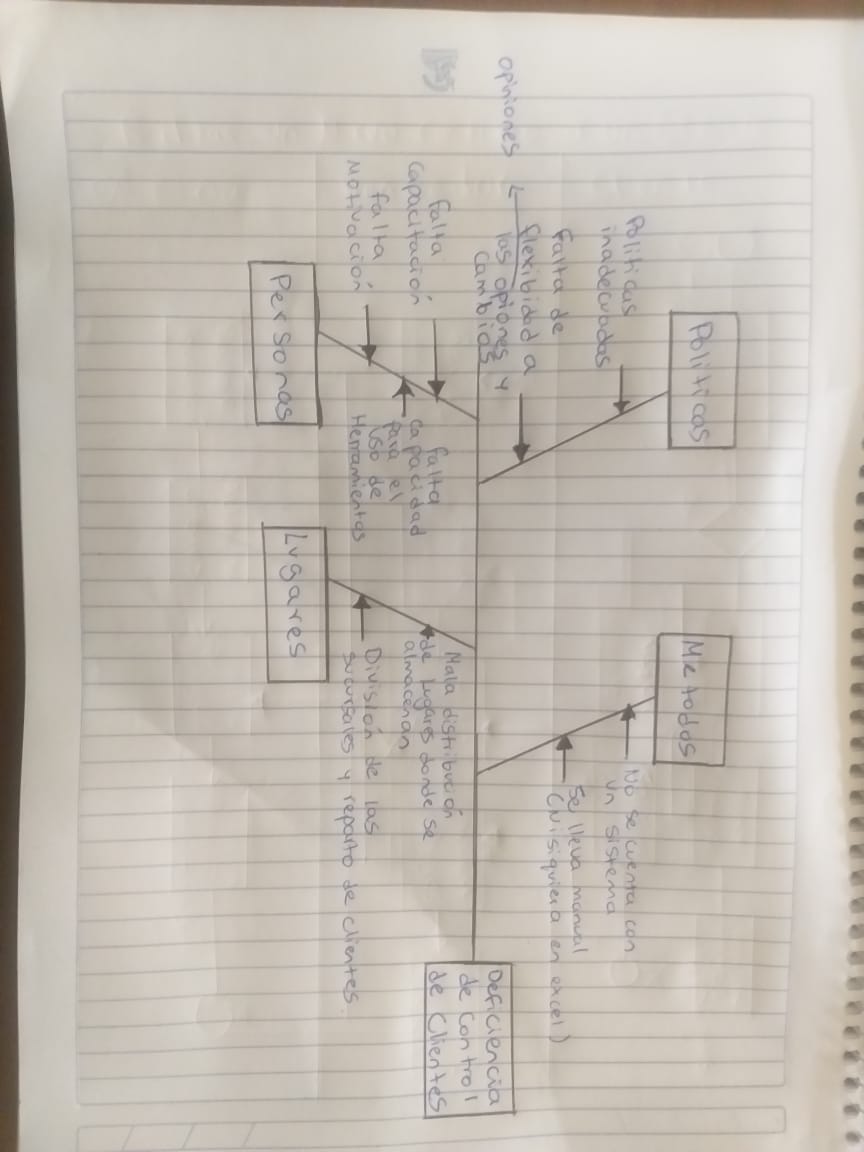 Politicas
Metodos
Politicas
inadecuadas
falta de
flexibidad a
las opiones y
cambios
opiniones
No se cuenta con
un sistema
Se lleva manual
(Ni siquiera en excel)
Deficiencia
de control
de clientes
falta
capacitación
falta
Motivación
falta
capacidad
para el
uso de
Herramientas
Mala distribución
de lugares donde se
almacenan
División de las
sucursales y reparto de clientes
Personas
Lugares